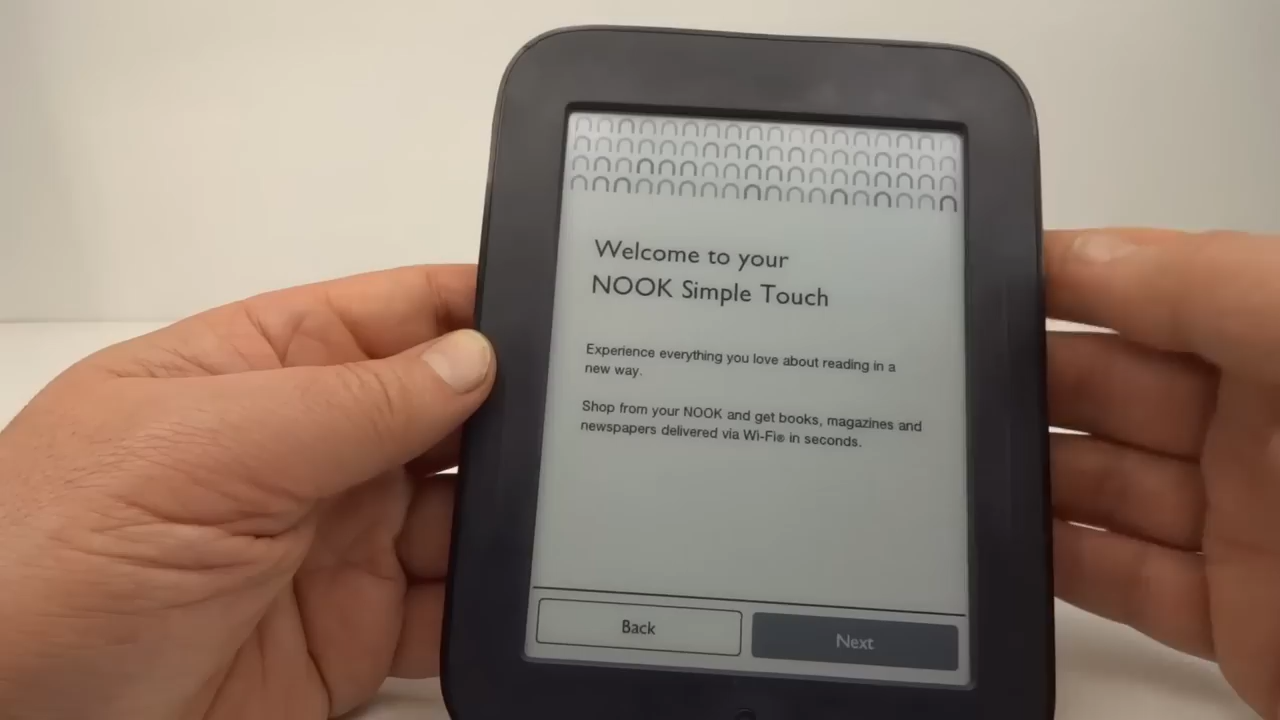 Welcome to your
NOOK Simple Touch
Experience everything you love about reading in a
new way.
Shop from your NOOK and get books, magazines and
newspapers delivered via Wi-Fi® in seconds.
Back
Next